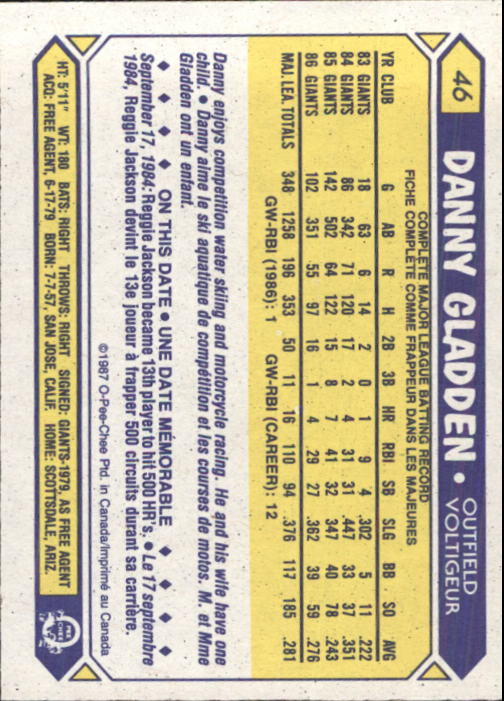 46
DANNY GLADDEN • OUTFIELD
VOLTIGEUR
COMPLETE MAJOR LEAGUE BATTING RECORD
FICHE COMPLÈTE COMME FRAPPEUR DANS LES MAJEURES
YR CLUB G AB R H 2B 3B HR RBI SB SLG BB SO AVG
83 GIANTS 18 63 6 14 2 0 1 9 4 .302 5 11 .222
84 GIANTS 86 342 71 120 17 2 4 31 31 .447 33 37 .351
85 GIANTS 142 502 64 122 15 8 7 41 32 .347 40 78 .243
86 GIANTS 102 351 55 97 16 1 4 29 27 .362 39 59 .276
MAJ. LEA. TOTALS 348 1258 196 353 50 11 16 110 94 .376 117 185 .281
GW-RBI (1986): 1 GW-RBI (CAREER): 12
Danny enjoys competition water skiing and motorcycle racing. He and his wife have one
child. • Danny aime le ski aquatique de compétition et les courses de motos. M. et Mme
Gladden ont un enfant.
♦ ♦ ♦ ♦ ON THIS DATE • UNE DATE MÉMORABLE ♦ ♦ ♦ ♦
September 17, 1984: Reggie Jackson became 13th player to hit 500 HR's. • Le 17 septembre
1984, Reggie Jackson devint le 13e joueur à frapper 500 circuits durant sa carrière.
©1987 O-Pee-Chee Ptd. in Canada/Imprimé au Canada
HT: 5'11" WT: 180 BATS: RIGHT THROWS: RIGHT SIGNED: GIANTS-1979, AS FREE AGENT
ACQ: FREE AGENT, 6-17-79 BORN: 7-7-57, SAN JOSE, CALIF. HOME: SCOTTSDALE, ARIZ.
O PEE CHEE